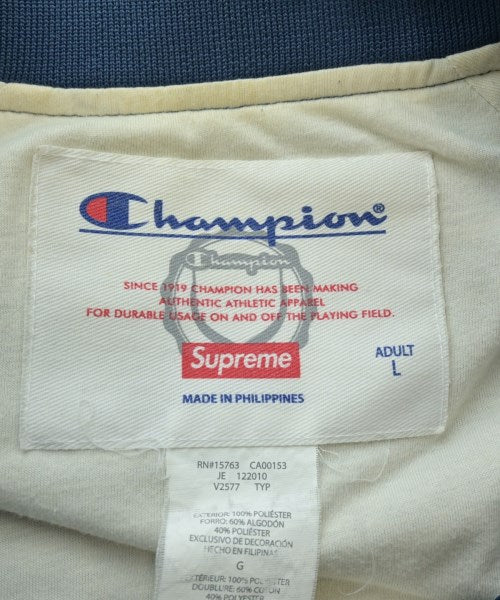 Champion®
Champion
SINCE 1919 CHAMPION HAS BEEN MAKING
AUTHENTIC ATHLETIC APPAREL
FOR DURABLE USAGE ON AND OFF THE PLAYING FIELD.
Supreme
ADULT
L
MADE IN PHILIPPINES
RN#15763 CA00153
JE 122010
V2577 TYP
EXTERIOR: 100% POLIÉSTER
FORRO: 60% ALGODÓN
40% POLIÉSTER
EXCLUSIVO DE DECORACIÓN
HECHO EN FILIPINAS
G
EXTÉRIEUR: 100% POLYESTER
DOUBLURE: 60% COTON
40% POLYESTER